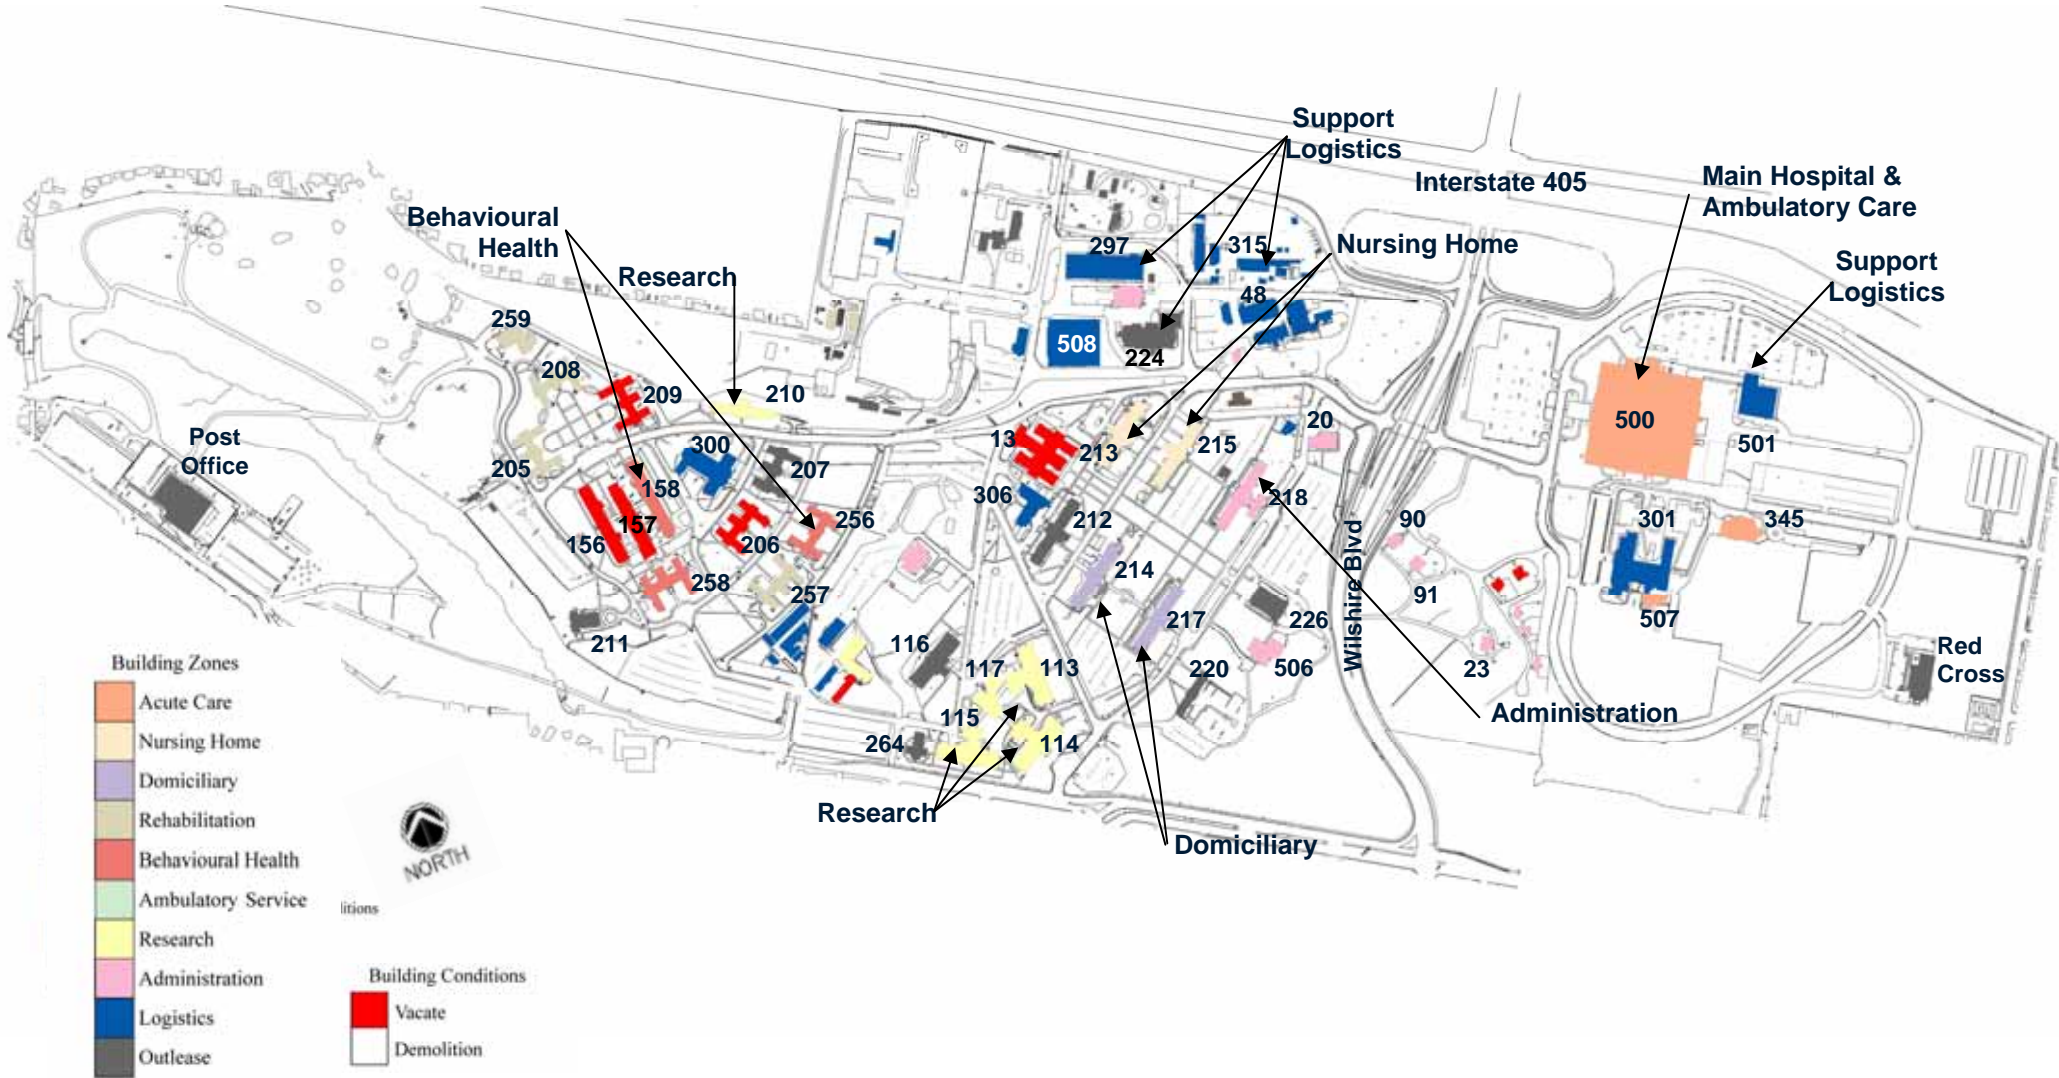 Support
Logistics
Interstate 405
Main Hospital &
Ambulatory Care
Behavioural
Health
Research
297
315
Nursing Home
Support
Logistics
48
259
508
224
208
209
210
500
501
Post
Office
300
13
213
215
20
205
207
158
306
218
157
256
212
90
301
345
156
206
Wilshire Blvd
258
214
257
91
507
211
217
226
116
117
113
220
506
23
Red
Cross
115
264
114
Administration
Research
Domiciliary
NORTH
Building Zones
Acute Care
Nursing Home
Domiciliary
Rehabilitation
Behavioural Health
Ambulatory Service
Research
Administration
Logistics
Outlease
itions
Building Conditions
Vacate
Demolition